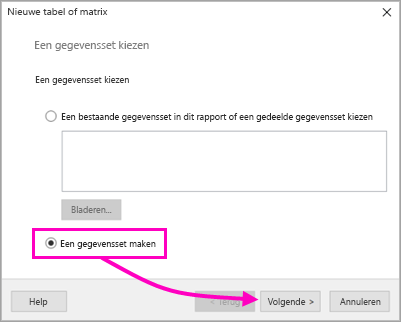 Nieuwe tabel of matrix
Een gegevensset kiezen
Een gegevensset kiezen
Een bestaande gegevensset in dit rapport of een gedeelde gegevensset kiezen
Bladeren...
Een gegevensset maken
Help
< Terug
Volgende >
Annuleren